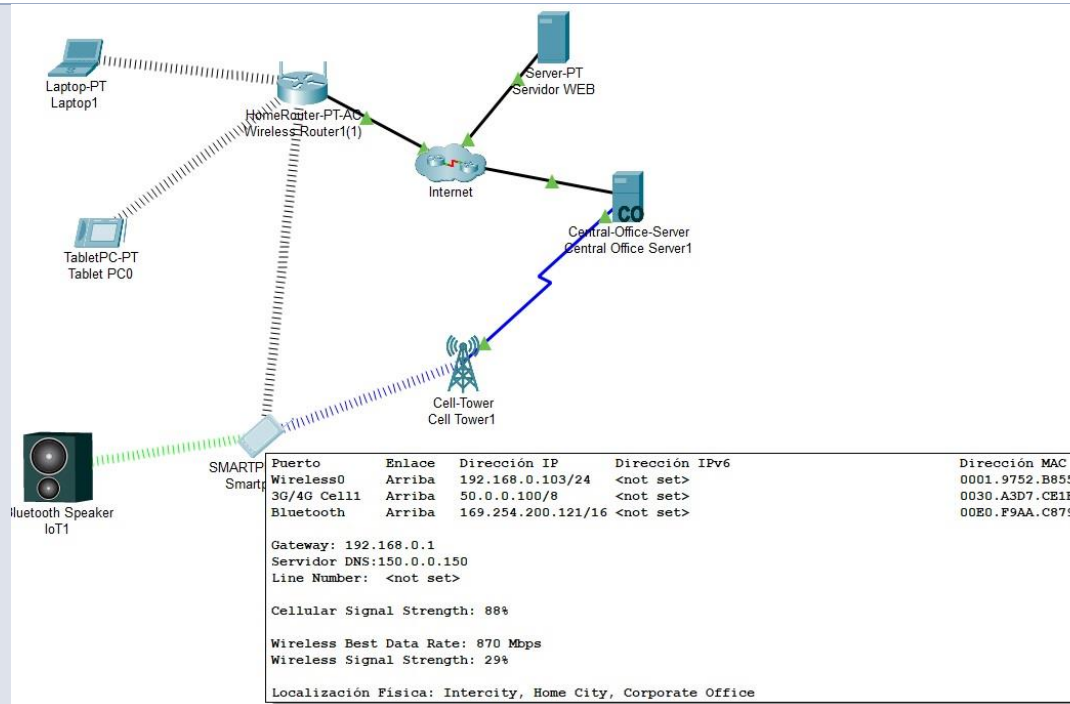 Laptop-PT
Laptop1
Server-PT
Servidor WEB
HomeRouter-PT-AC
Wireless Router1(1)
Internet
CO
Central-Office-Server
Central Office Server1
TabletPC-PT
Tablet PC0
Cell-Tower
Cell Tower1
SMARTP
Smartp
luetooth Speaker
IoT1
Puerto Enlace Dirección IP Dirección IPv6 Dirección MAC
Wireless0 Arriba 192.168.0.103/24 <not set> 0001.9752.B855
3G/4G Cell1 Arriba 50.0.0.100/8 <not set>
Bluetooth Arriba 169.254.200.121/16 <not set> 00E0.F9AA.C879
Gateway: 192.168.0.1
Servidor DNS:150.0.0.150
Line Number: <not set>
Cellular Signal Strength: 88%
Wireless Best Data Rate: 870 Mbps
Wireless Signal Strength: 29%
Localización Física: Intercity, Home City, Corporate Office